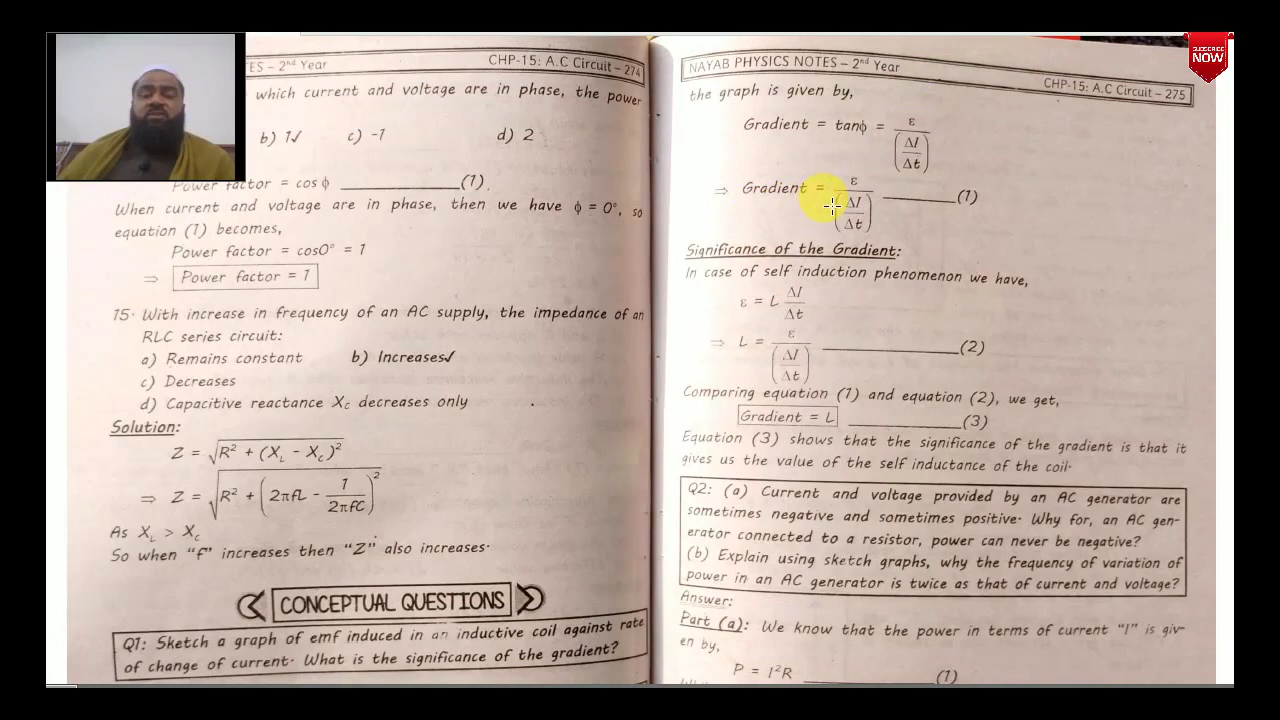 SUBSCRIBE
NOW
ES – 2nd Year
CHP-15: A.C Circuit – 274
which current and voltage are in phase, the power
b) 1✓ c) -1 d) 2
Power factor = cos ϕ ________(1).
When current and voltage are in phase, then we have ϕ = 0°, so
equation (1) becomes,
Power factor = cos0° = 1
⇒ Power factor = 1
15· With increase in frequency of an AC supply, the impedance of an
RLC series circuit:
a) Remains constant b) Increases✓
c) Decreases
d) Capacitive reactance X_C decreases only
Solution:
Z = √(R² + (X_L – X_C)²)
⇒ Z = √(R² + (2πfL – 1/(2πfC))²)
As X_L > X_C
So when "f" increases then "Z" also increases·
CONCEPTUAL QUESTIONS
Q1: Sketch a graph of emf induced in an inductive coil against rate
of change of current· What is the significance of the gradient?
NAYAB PHYSICS NOTES – 2nd Year
CHP-15: A.C Circuit – 275
the graph is given by,
Gradient = tanϕ = ε/(ΔI/Δt)
⇒ Gradient = ε/(ΔI/Δt) ________(1)
Significance of the Gradient:
In case of self induction phenomenon we have,
ε = L ΔI/Δt
⇒ L = ε/(ΔI/Δt) ________(2)
Comparing equation (1) and equation (2), we get,
Gradient = L ________(3)
Equation (3) shows that the significance of the gradient is that it
gives us the value of the self inductance of the coil·
Q2: (a) Current and voltage provided by an AC generator are
sometimes negative and sometimes positive· Why for, an AC gen-
erator connected to a resistor, power can never be negative?
(b) Explain using sketch graphs, why the frequency of variation of
power in an AC generator is twice as that of current and voltage?
Answer:
Part (a): We know that the power in terms of current "I" is giv-
en by,
P = I²R ________(1)